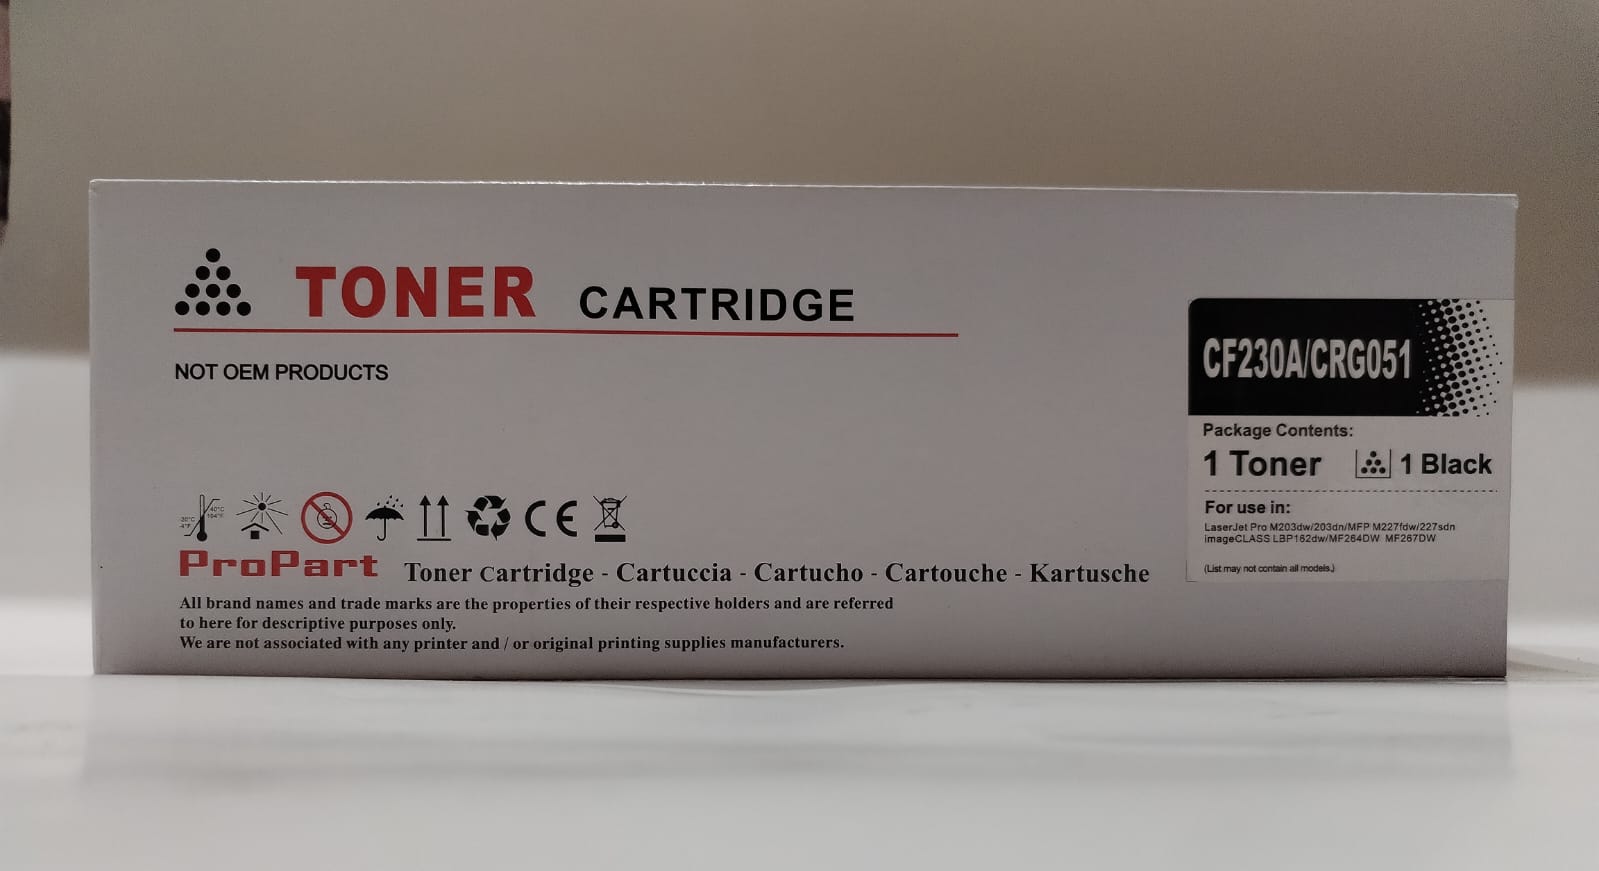 TONER CARTRIDGE
NOT OEM PRODUCTS
ProPart
Toner Cartridge - Cartuccia - Cartucho - Cartouche - Kartusche
All brand names and trade marks are the properties of their respective holders and are referred
to here for descriptive purposes only.
We are not associated with any printer and / or original printing supplies manufacturers.
CF230A/CRG051
Package Contents:
1 Toner 1 Black
For use in:
LaserJet Pro M203dw/203dn/MFP M227fdw/227sdn
imageCLASS LBP162dw/MF264DW MF267DW
(List may not contain all models.)